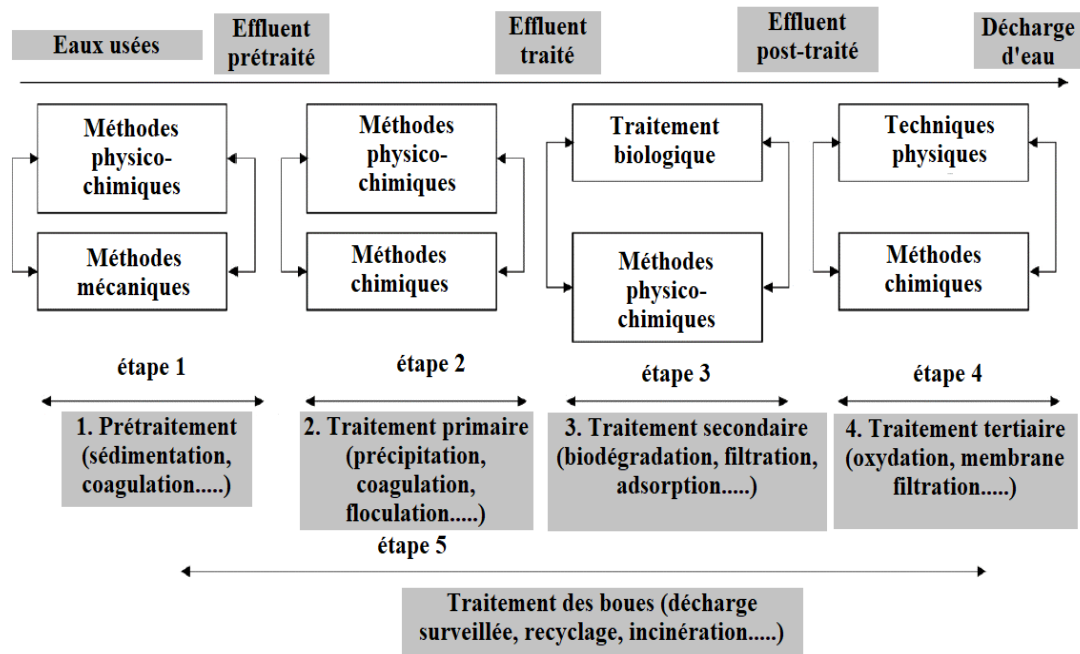 Eaux usées
Effluent
prétraité
Effluent
traité
Effluent
post-traité
Décharge
d'eau
Méthodes
physico-
chimiques
Méthodes
mécaniques
Méthodes
physico-
chimiques
Méthodes
chimiques
Traitement
biologique
Méthodes
physico-
chimiques
Techniques
physiques
Méthodes
chimiques
étape 1
étape 2
étape 3
étape 4
1. Prétraitement
(sédimentation,
coagulation.....)
2. Traitement primaire
(précipitation,
coagulation,
floculation.....)
3. Traitement secondaire
(biodégradation, filtration,
adsorption.....)
4. Traitement tertiaire
(oxydation, membrane
filtration.....)
étape 5
Traitement des boues (décharge
surveillée, recyclage, incinération.....)